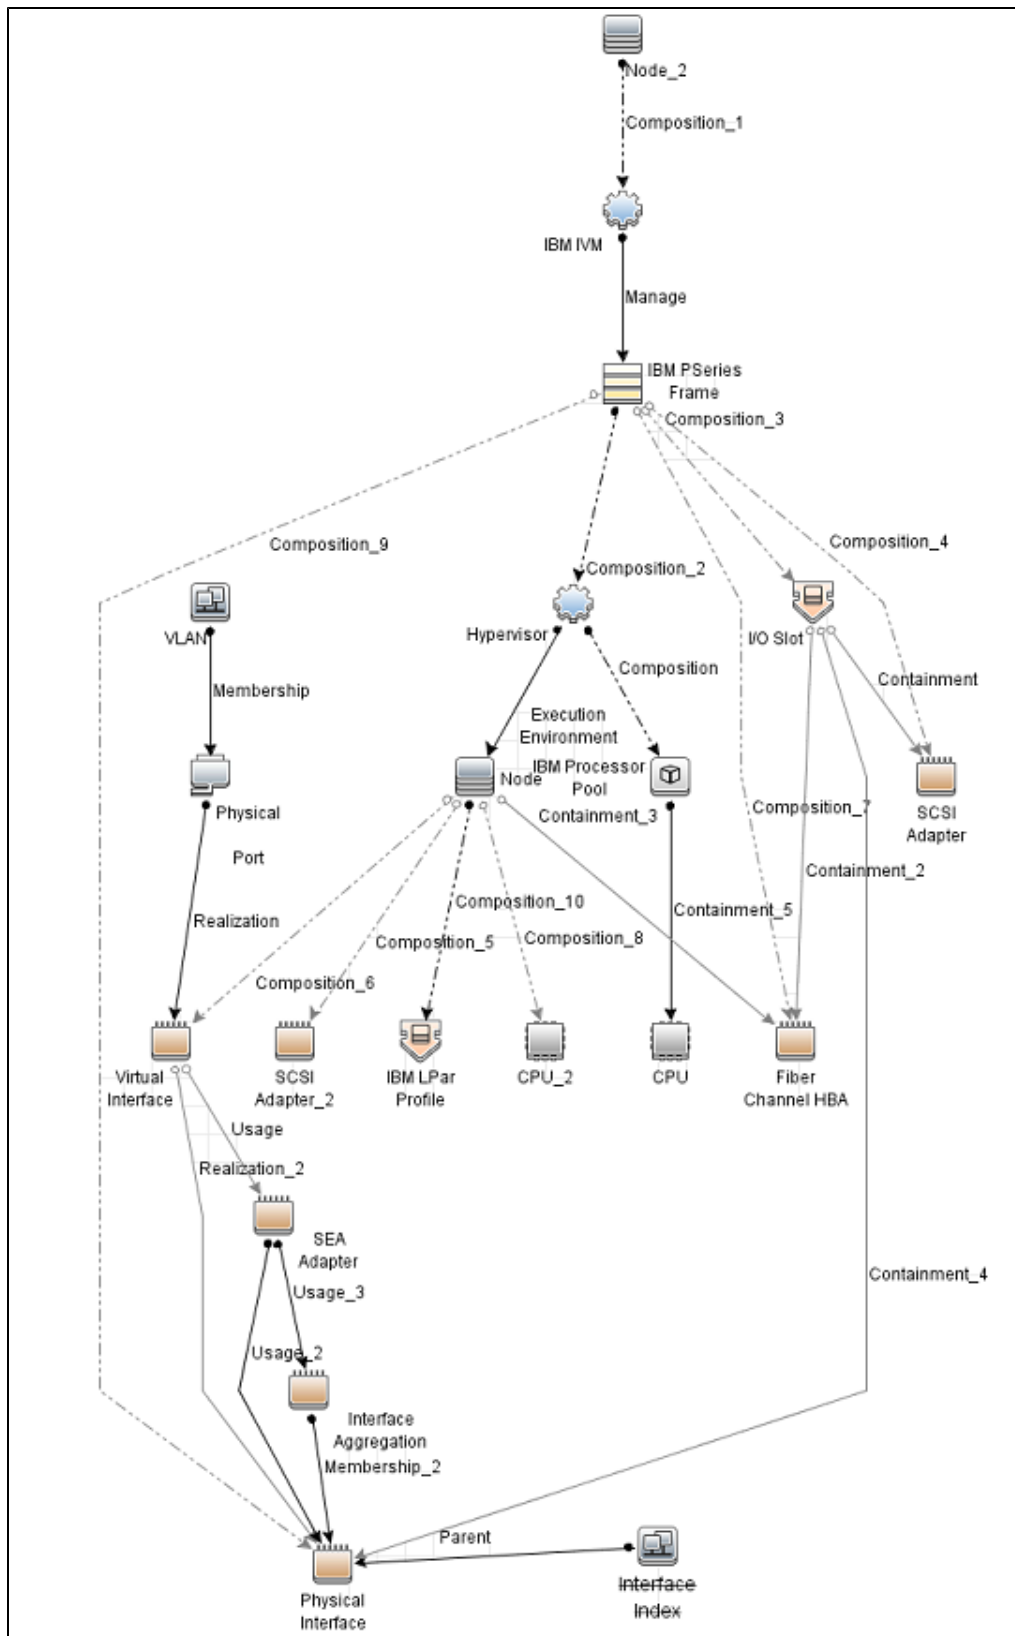 Node_2
Composition_1
IBM IVM
Manage
IBM PSeries
Frame
Composition_3
Composition_9
Composition_4
Composition_2
VLAN
Hypervisor
I/O Slot
Composition
Containment
Membership
Execution
Environment
Node
IBM Processor
Pool
Physical
Port
Containment_3
Composition_7
SCSI
Adapter
Containment_2
Realization
Composition_10
Containment_5
Composition_5
Composition_8
Composition_6
Virtual
Interface
SCSI
Adapter_2
IBM LPar
Profile
CPU_2
CPU
Fiber
Channel HBA
Usage
Realization_2
SEA
Adapter
Containment_4
Usage_3
Usage_2
Interface
Aggregation
Membership_2
Parent
Physical
Interface
Interface
Index